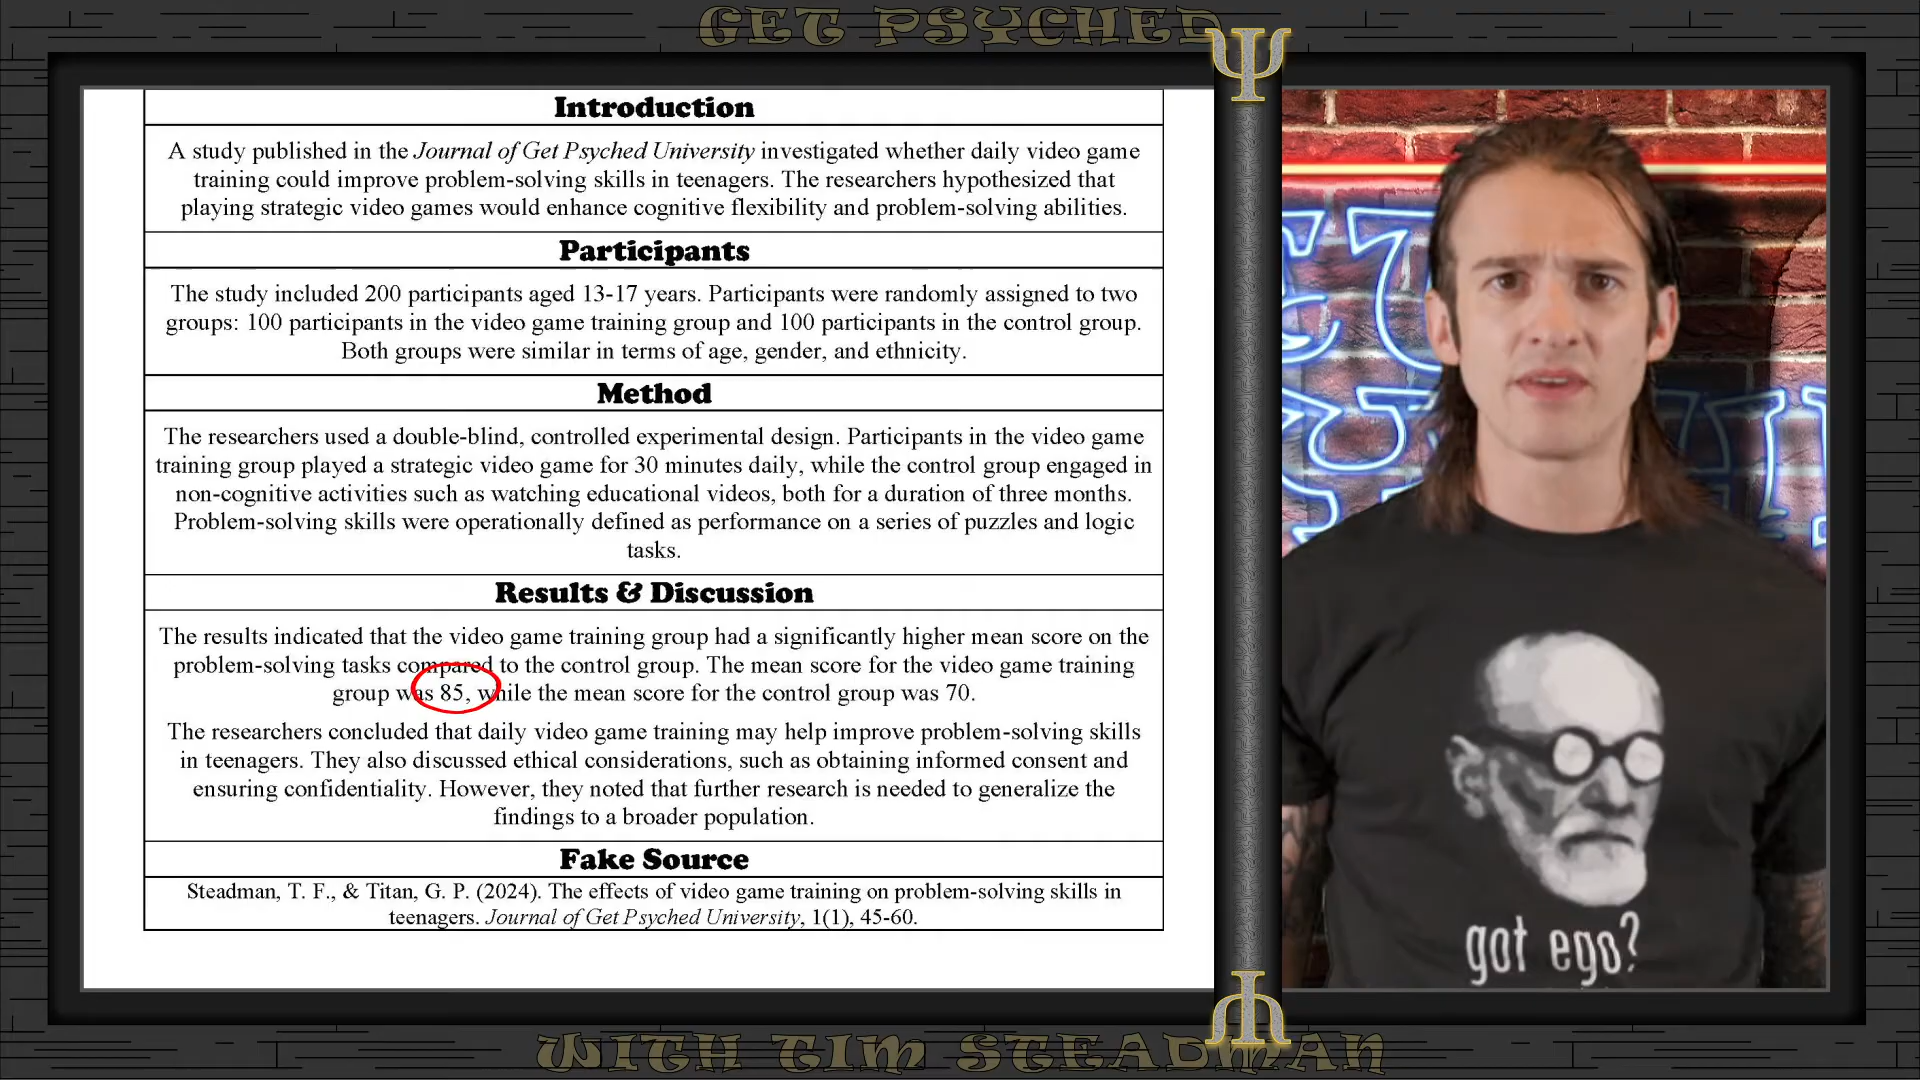 GET PSYCHED
Ψ
Introduction
A study published in the Journal of Get Psyched University investigated whether daily video game
training could improve problem-solving skills in teenagers. The researchers hypothesized that
playing strategic video games would enhance cognitive flexibility and problem-solving abilities.
Participants
The study included 200 participants aged 13-17 years. Participants were randomly assigned to two
groups: 100 participants in the video game training group and 100 participants in the control group.
Both groups were similar in terms of age, gender, and ethnicity.
Method
The researchers used a double-blind, controlled experimental design. Participants in the video game
training group played a strategic video game for 30 minutes daily, while the control group engaged in
non-cognitive activities such as watching educational videos, both for a duration of three months.
Problem-solving skills were operationally defined as performance on a series of puzzles and logic
tasks.
Results & Discussion
The results indicated that the video game training group had a significantly higher mean score on the
problem-solving tasks compared to the control group. The mean score for the video game training
group was 85, while the mean score for the control group was 70.
The researchers concluded that daily video game training may help improve problem-solving skills
in teenagers. They also discussed ethical considerations, such as obtaining informed consent and
ensuring confidentiality. However, they noted that further research is needed to generalize the
findings to a broader population.
Fake Source
Steadman, T. F., & Titan, G. P. (2024). The effects of video game training on problem-solving skills in
teenagers. Journal of Get Psyched University, 1(1), 45-60.
got ego?
Ψ
WITH TIM STEADMAN